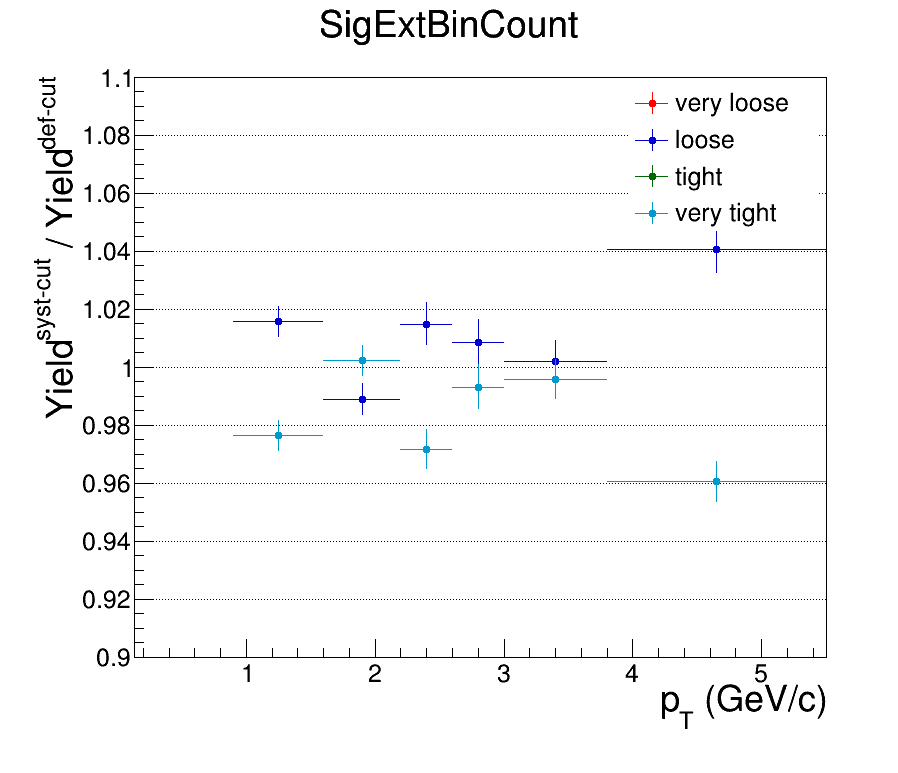 SigExtBinCount
Yield^syst-cut / Yield^def-cut
1.1
1.08
1.06
1.04
1.02
1
0.98
0.96
0.94
0.92
0.9
very loose
loose
tight
very tight
1 2 3 4 5
p_T (GeV/c)